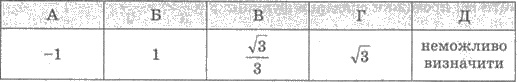 А Б В Г Д
−1 1 √3/3 √3 неможливо визначити